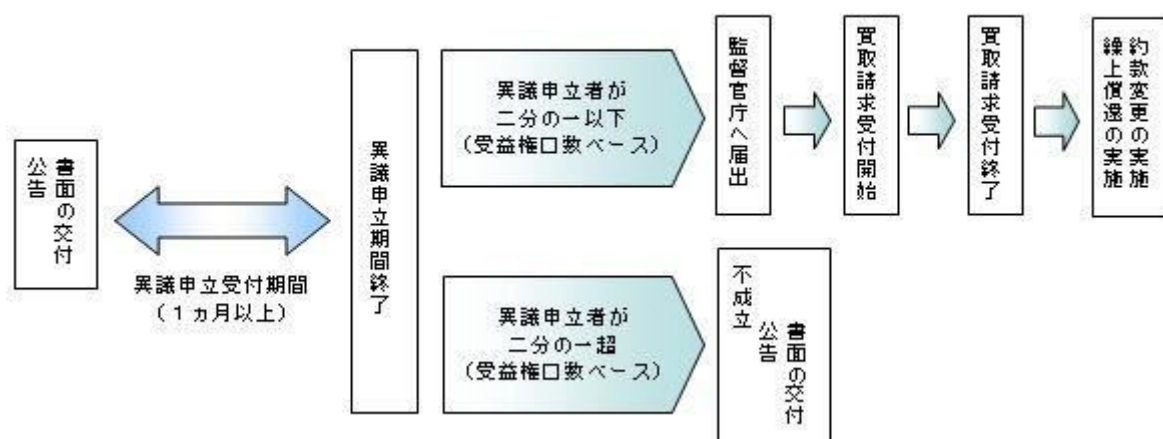 書面の交付
公告
異議申立受付期間
（１ヵ月以上）
異議申立期間終了
異議申立者が
二分の一以下
（受益権口数ベース）
監督官庁へ届出
買取請求受付開始
買取請求受付終了
約款変更の実施
繰上償還の実施
異議申立者が
二分の一超
（受益権口数ベース）
不成立
書面の交付
公告